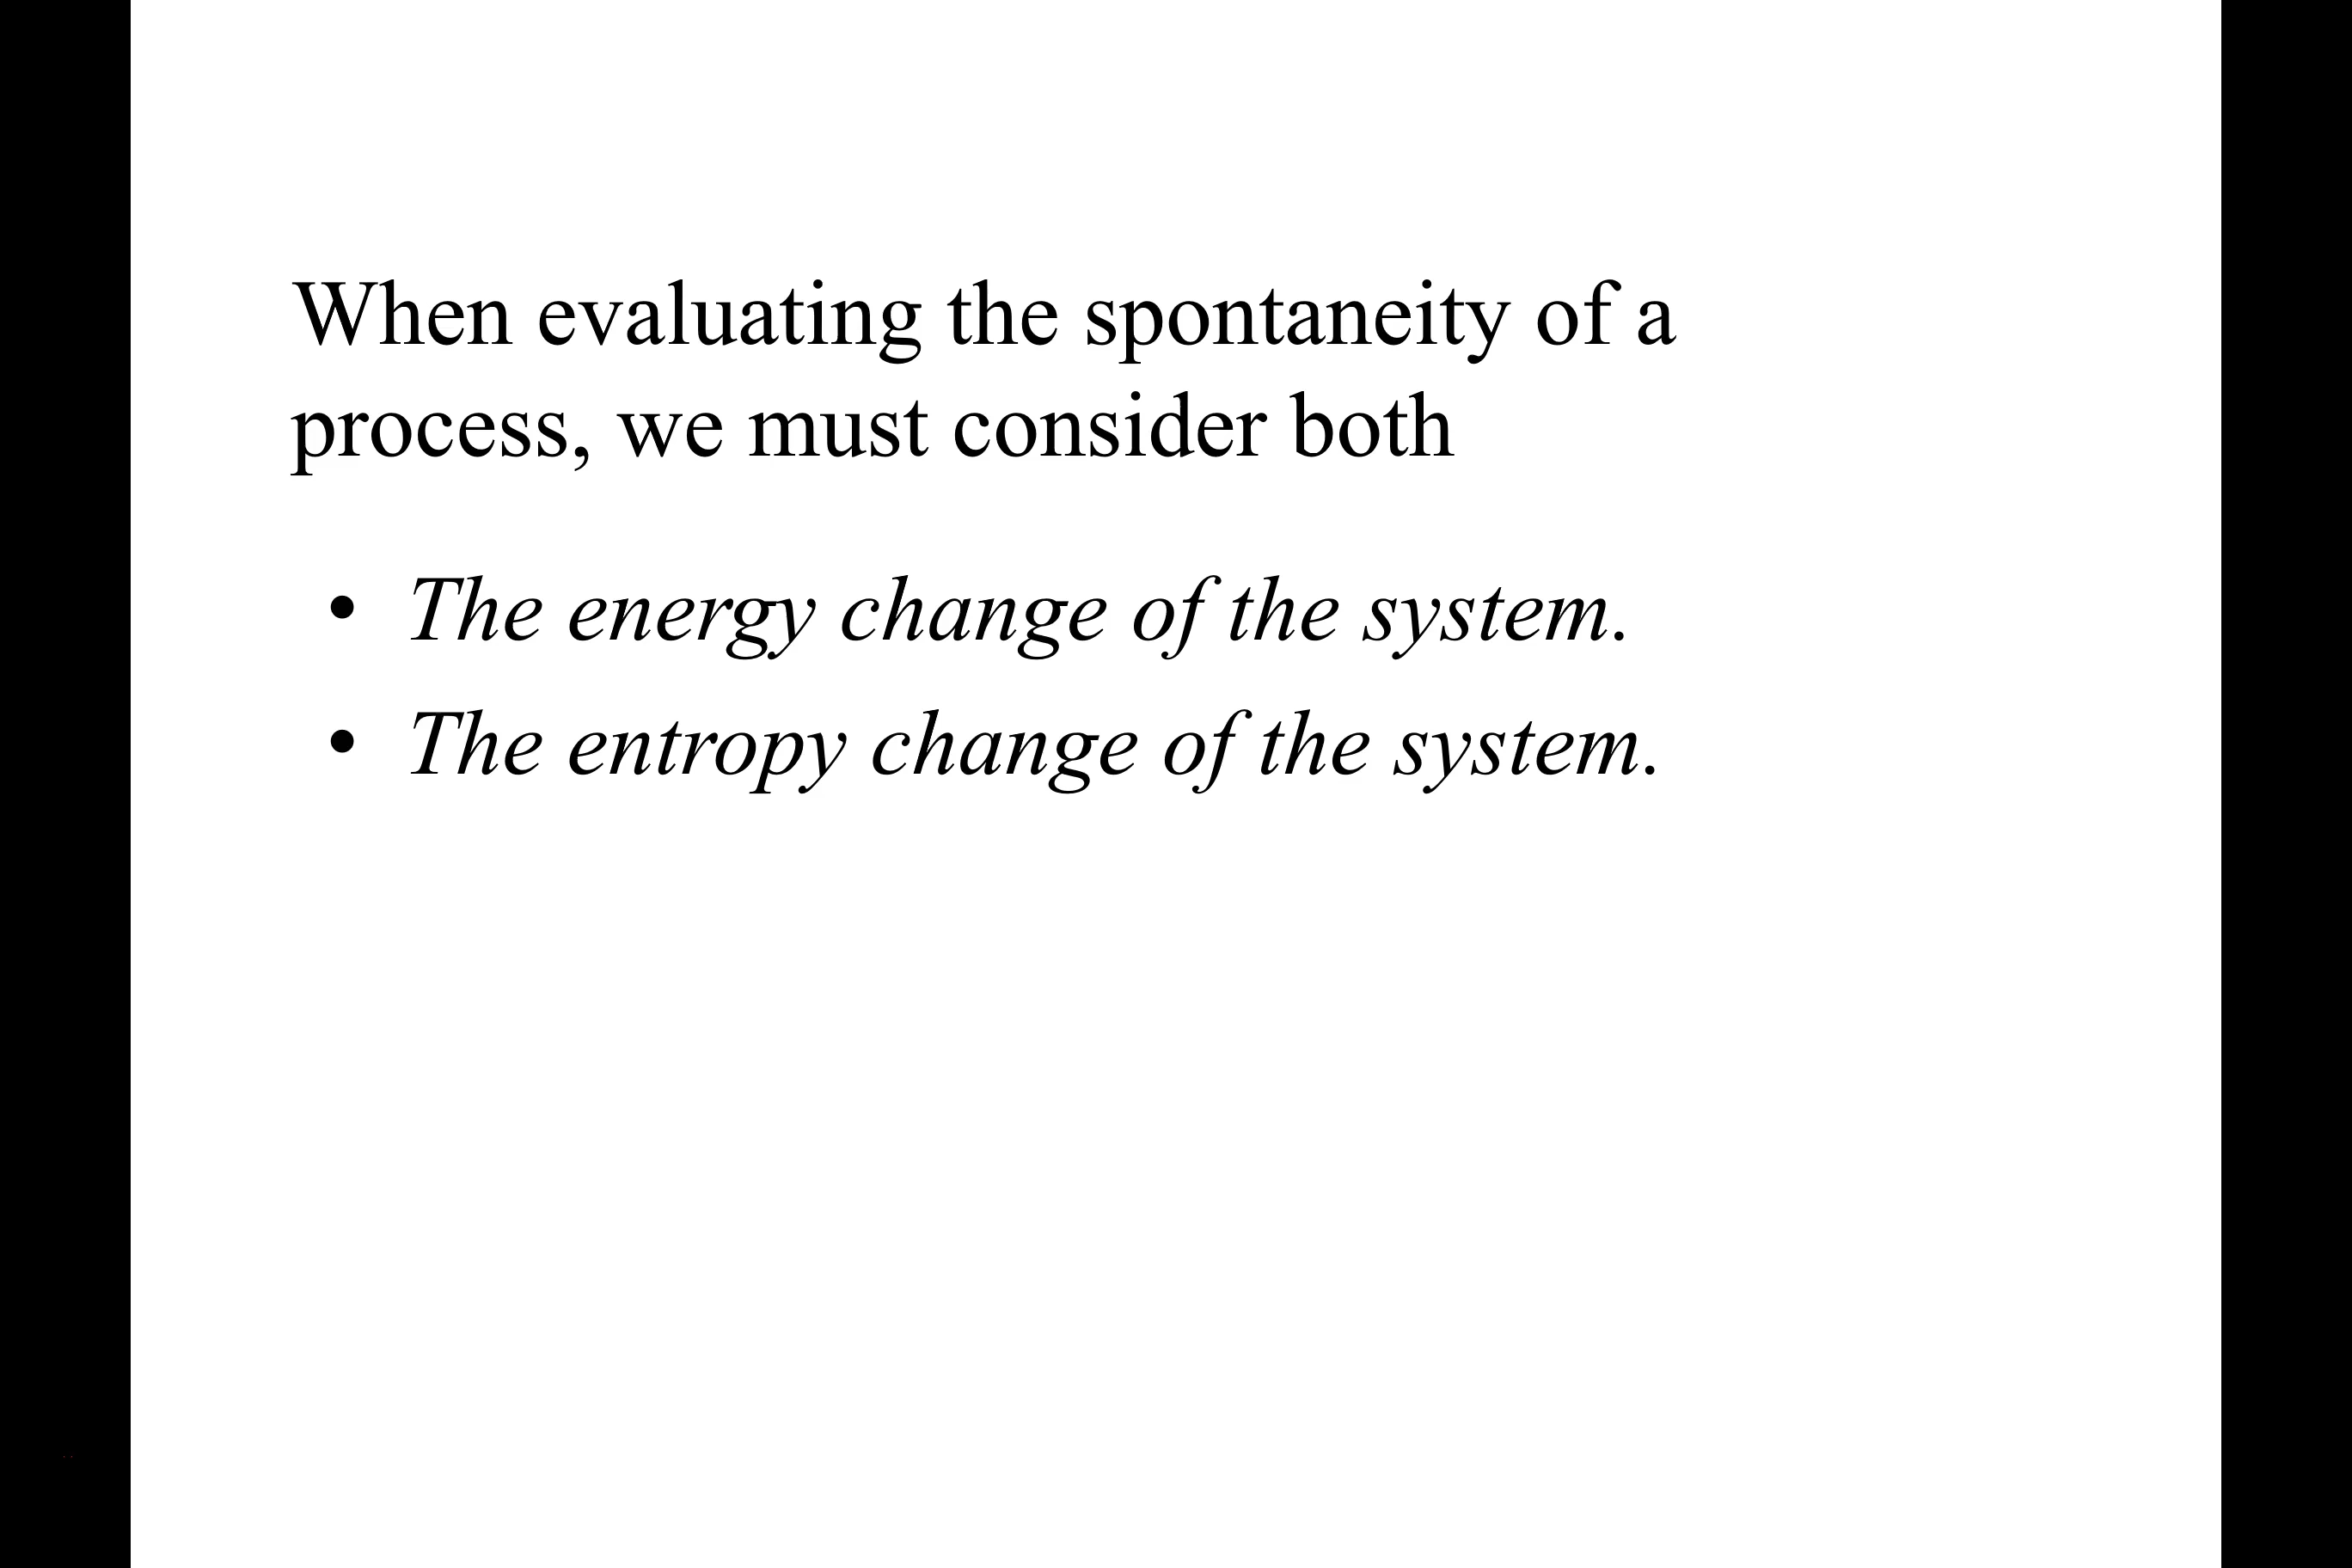 When evaluating the spontaneity of a
process, we must consider both
• The energy change of the system.
• The entropy change of the system.